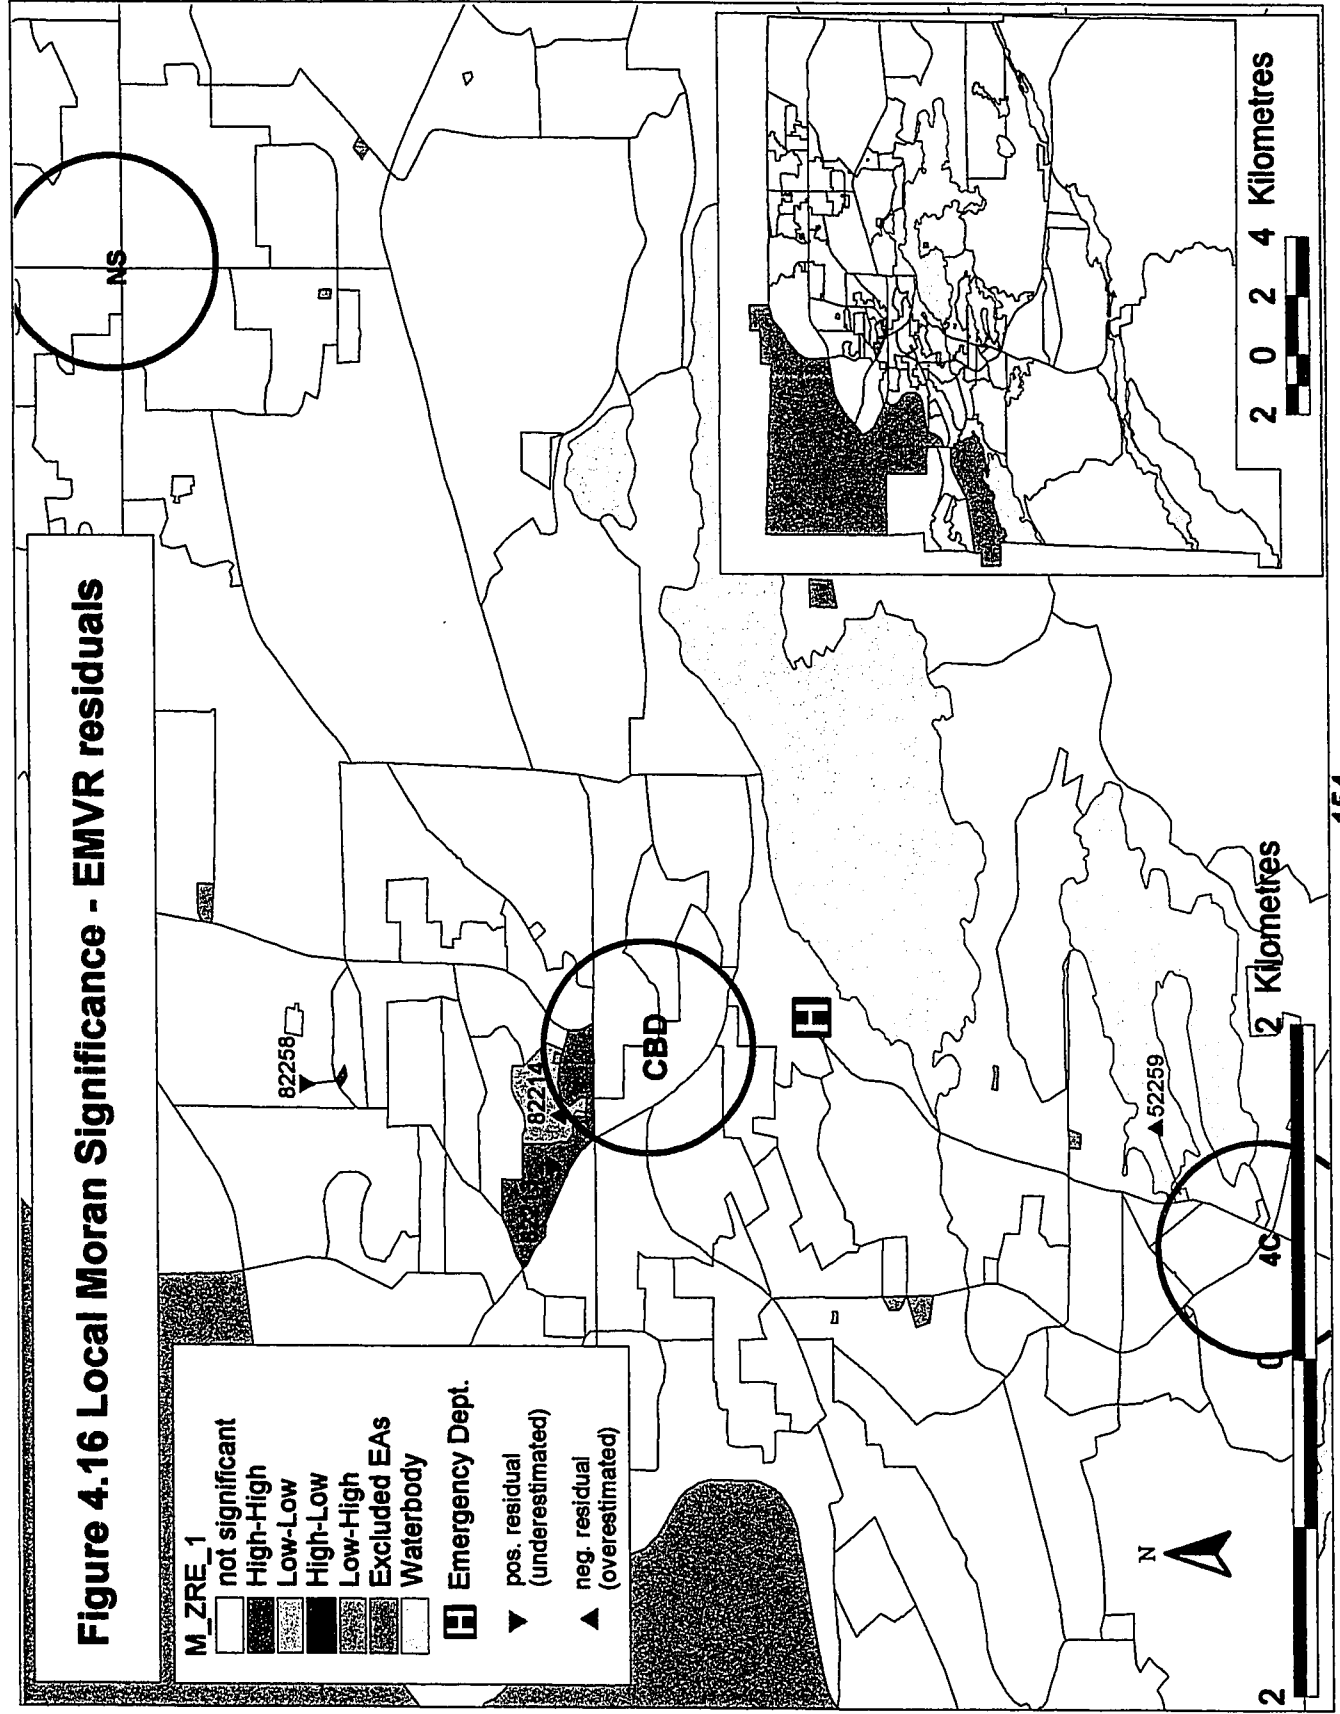 Figure 4.16 Local Moran Significance - EMVR residuals
M_ZRE_1
not significant
High-High
Low-Low
High-Low
Low-High
Excluded EAs
Waterbody
H Emergency Dept.
pos. residual
(underestimated)
neg. residual
(overestimated)
NS
82258
82214
CBD
H
52259
4C
N
2 0 2 Kilometres
2 0 2 4 Kilometres